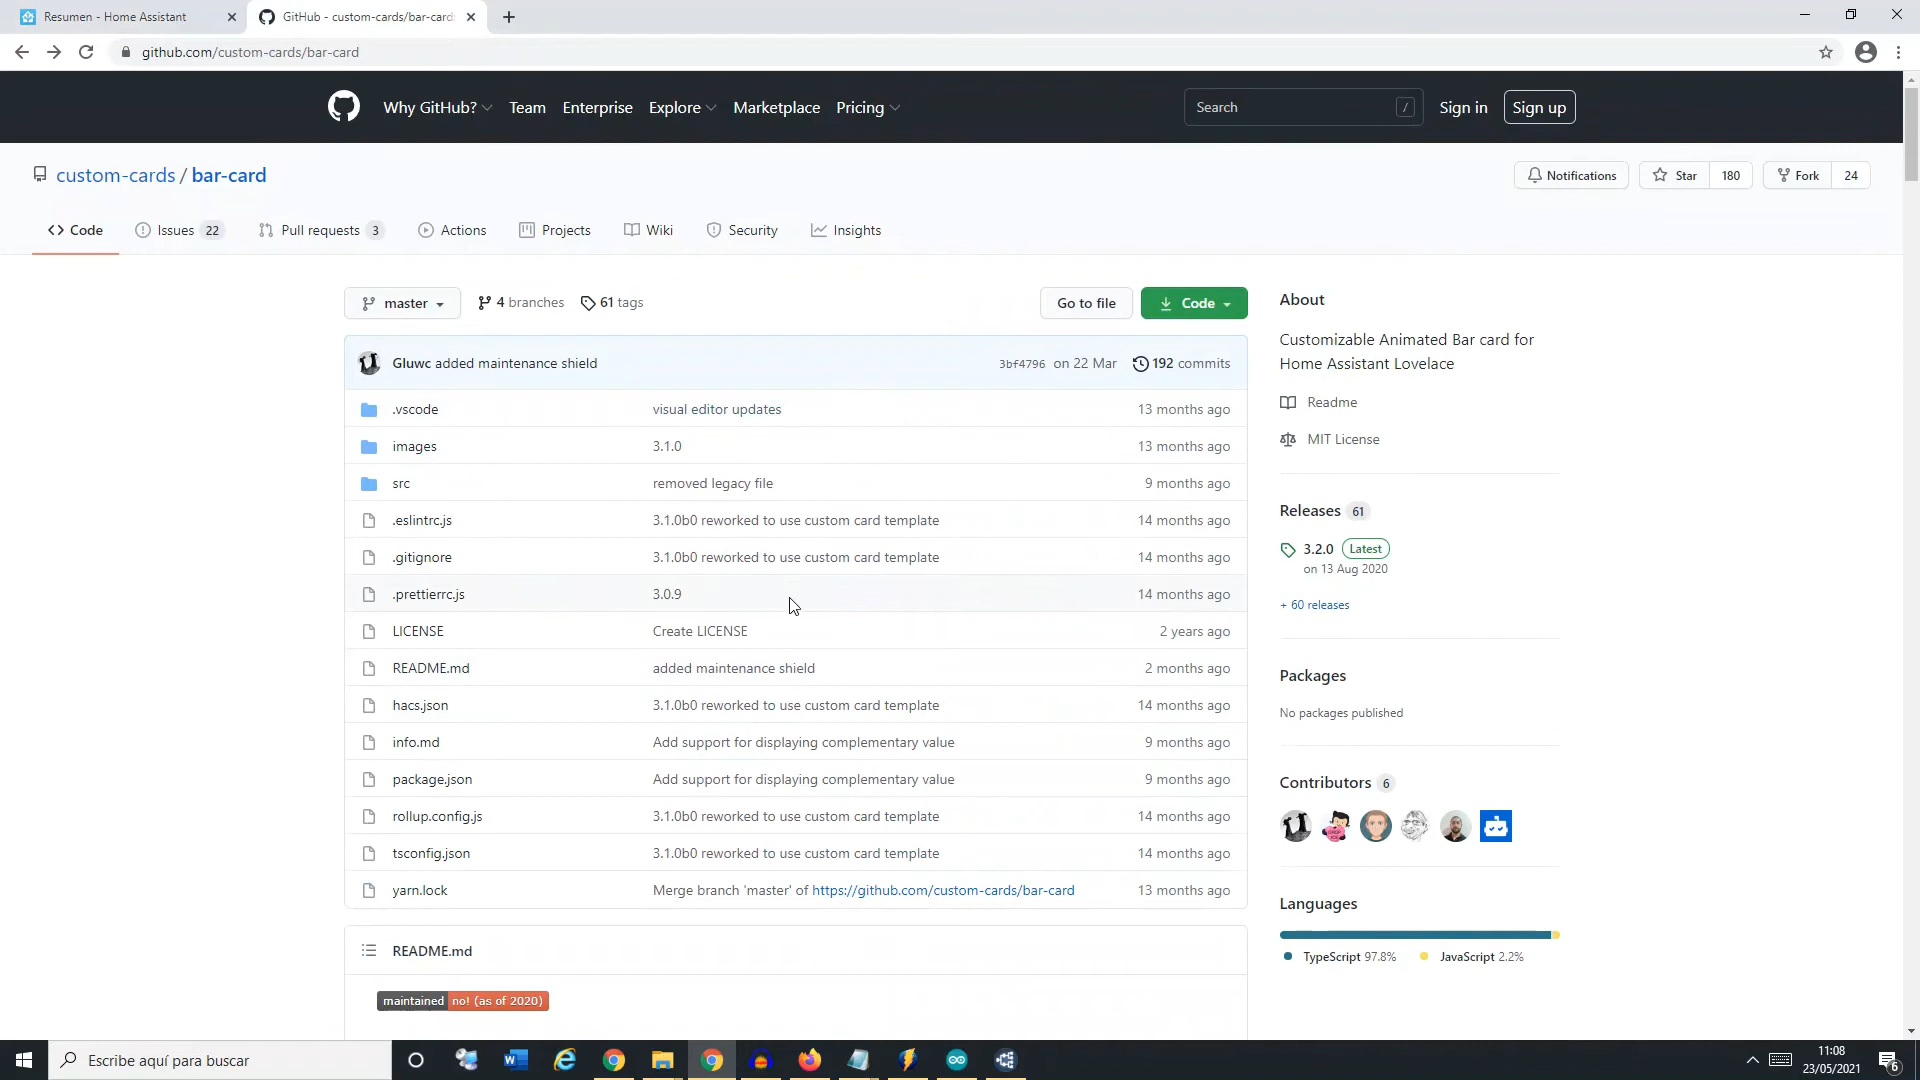 Resumen - Home Assistant
GitHub - custom-cards/bar-card:
github.com/custom-cards/bar-card
Why GitHub? Team Enterprise Explore Marketplace Pricing
Search /
Sign in Sign up
custom-cards / bar-card
Notifications Star 180 Fork 24
Code Issues 22 Pull requests 3 Actions Projects Wiki Security Insights
master 4 branches 61 tags Go to file Code
Gluwc added maintenance shield 3bf4796 on 22 Mar 192 commits
.vscode visual editor updates 13 months ago
images 3.1.0 13 months ago
src removed legacy file 9 months ago
.eslintrc.js 3.1.0b0 reworked to use custom card template 14 months ago
.gitignore 3.1.0b0 reworked to use custom card template 14 months ago
.prettierrc.js 3.0.9 14 months ago
LICENSE Create LICENSE 2 years ago
README.md added maintenance shield 2 months ago
hacs.json 3.1.0b0 reworked to use custom card template 14 months ago
info.md Add support for displaying complementary value 9 months ago
package.json Add support for displaying complementary value 9 months ago
rollup.config.js 3.1.0b0 reworked to use custom card template 14 months ago
tsconfig.json 3.1.0b0 reworked to use custom card template 14 months ago
yarn.lock Merge branch 'master' of https://github.com/custom-cards/bar-card 13 months ago
README.md
maintained no! (as of 2020)
About
Customizable Animated Bar card for
Home Assistant Lovelace
Readme
MIT License
Releases 61
3.2.0 Latest
on 13 Aug 2020
+ 60 releases
Packages
No packages published
Contributors 6
Languages
TypeScript 97.8% JavaScript 2.2%
Escribe aquí para buscar
11:08
23/05/2021
6